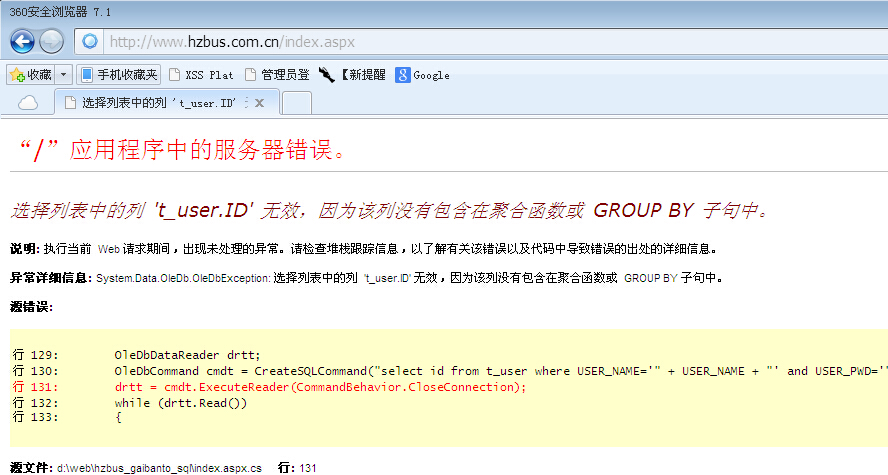 360安全浏览器 7.1
http://www.hzbus.com.cn/index.aspx
收藏 手机收藏夹 XSS Plat 管理员登 【新提醒 Google
选择列表中的列 't_user.ID'
“/”应用程序中的服务器错误。
选择列表中的列 't_user.ID' 无效，因为该列没有包含在聚合函数或 GROUP BY 子句中。
说明: 执行当前 Web 请求期间，出现未处理的异常。请检查堆栈跟踪信息，以了解有关该错误以及代码中导致错误的出处的详细信息。
异常详细信息: System.Data.OleDb.OleDbException: 选择列表中的列 't_user.ID' 无效，因为该列没有包含在聚合函数或 GROUP BY 子句中。
源错误:
行 129: OleDbDataReader drtt;
行 130: OleDbCommand cmdt = CreateSQLCommand("select id from t_user where USER_NAME='" + USER_NAME + "' and USER_PWD='"
行 131: drtt = cmdt.ExecuteReader(CommandBehavior.CloseConnection);
行 132: while (drtt.Read())
行 133: {
源文件: d:\web\hzbus_gaibanto_sql\index.aspx.cs 行: 131